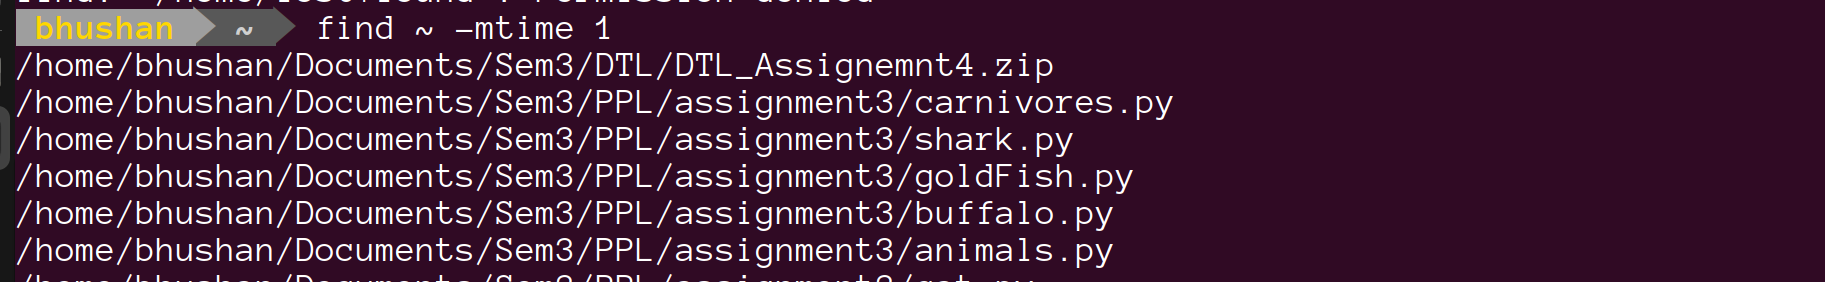 bhushan ~ find ~ -mtime 1
/home/bhushan/Documents/Sem3/DTL/DTL_Assignemnt4.zip
/home/bhushan/Documents/Sem3/PPL/assignment3/carnivores.py
/home/bhushan/Documents/Sem3/PPL/assignment3/shark.py
/home/bhushan/Documents/Sem3/PPL/assignment3/goldFish.py
/home/bhushan/Documents/Sem3/PPL/assignment3/buffalo.py
/home/bhushan/Documents/Sem3/PPL/assignment3/animals.py